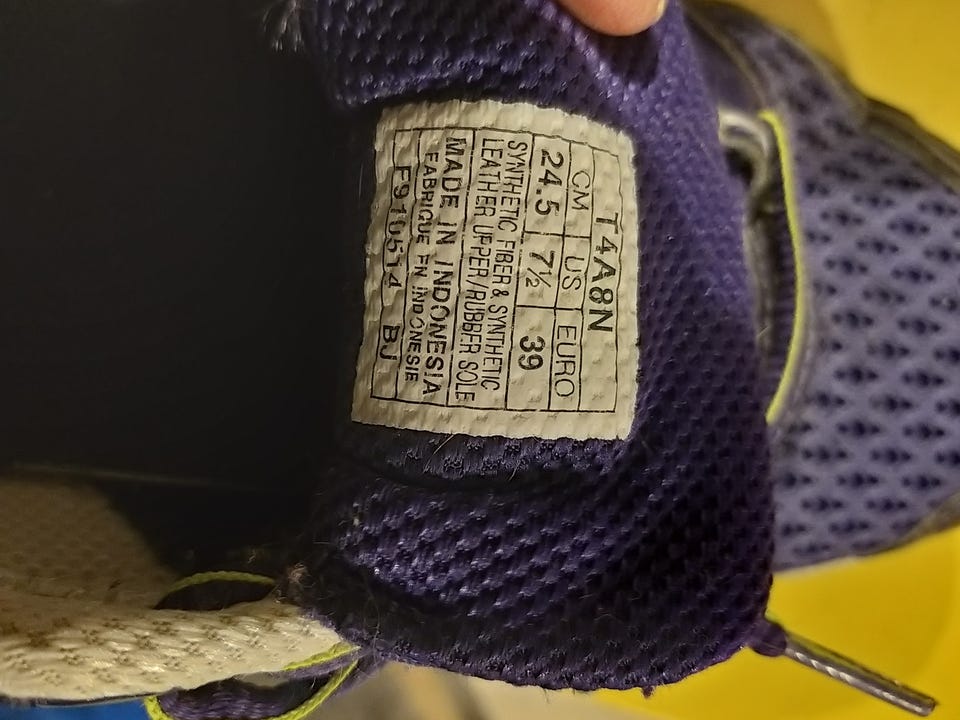 T4A8N
CM US EURO
24.5 7½ 39
SYNTHETIC FIBER & SYNTHETIC
LEATHER UPPER/RUBBER SOLE
MADE IN INDONESIA
FABRIQUE EN INDONESIE
F910514 BJ